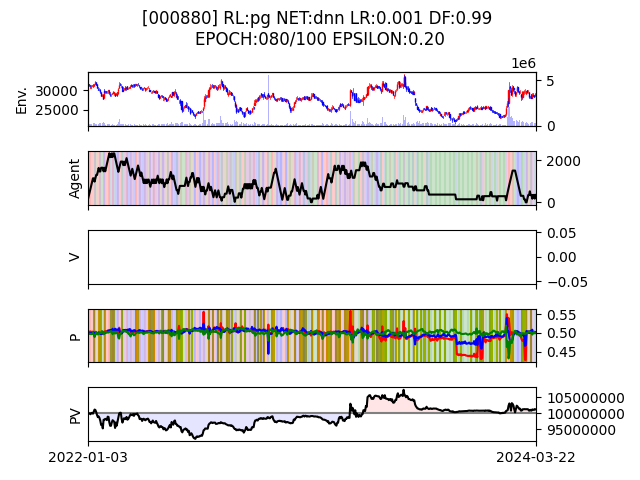 [000880] RL:pg NET:dnn LR:0.001 DF:0.99
EPOCH:080/100 EPSILON:0.20
1e6
Env.
30000
25000
5
0
Agent
2000
0
V
0.05
0.00
−0.05
P
0.55
0.50
0.45
PV
105000000
100000000
95000000
2022-01-03
2024-03-22